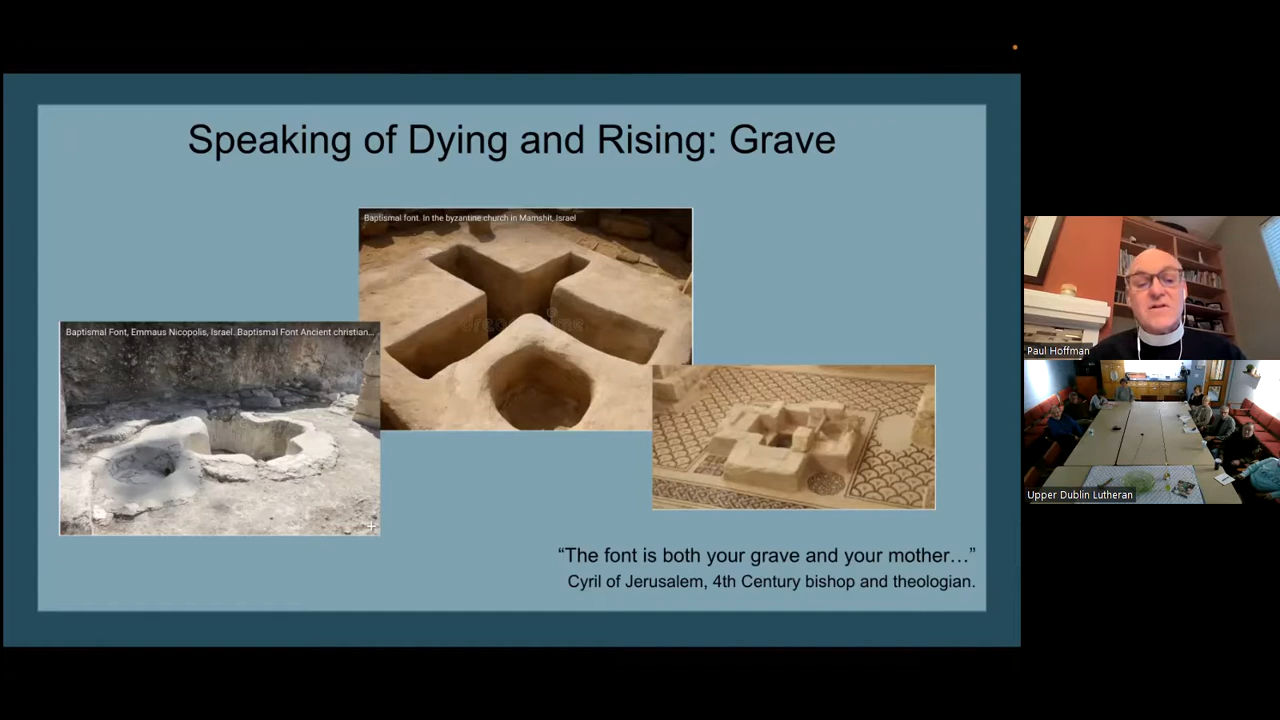 Speaking of Dying and Rising: Grave
Baptismal font. In the byzantine church in Mamshit, Israel
Baptismal Font, Emmaus Nicopolis, Israel. Baptismal Font Ancient christian...
“The font is both your grave and your mother…”
Cyril of Jerusalem, 4th Century bishop and theologian.
Paul Hoffman
Upper Dublin Lutheran